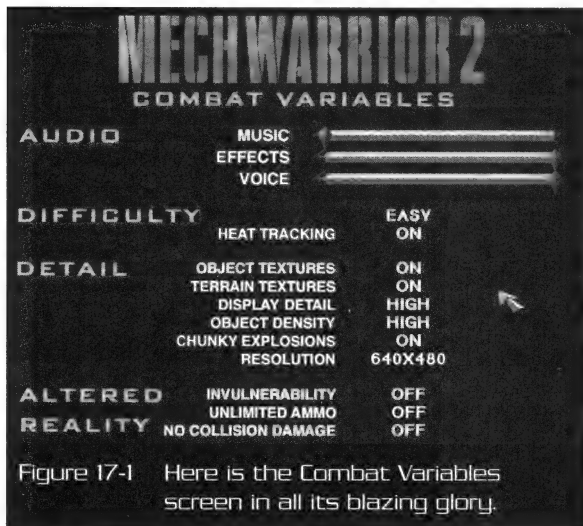 MECHWARRIOR 2
COMBAT VARIABLES
AUDIO MUSIC
EFFECTS
VOICE
DIFFICULTY EASY
HEAT TRACKING ON
DETAIL OBJECT TEXTURES ON
TERRAIN TEXTURES ON
DISPLAY DETAIL HIGH
OBJECT DENSITY HIGH
CHUNKY EXPLOSIONS ON
RESOLUTION 640X480
ALTERED INVULNERABILITY OFF
UNLIMITED AMMO OFF
REALITY NO COLLISION DAMAGE OFF
Figure 17-1 Here is the Combat Variables
screen in all its blazing glory.